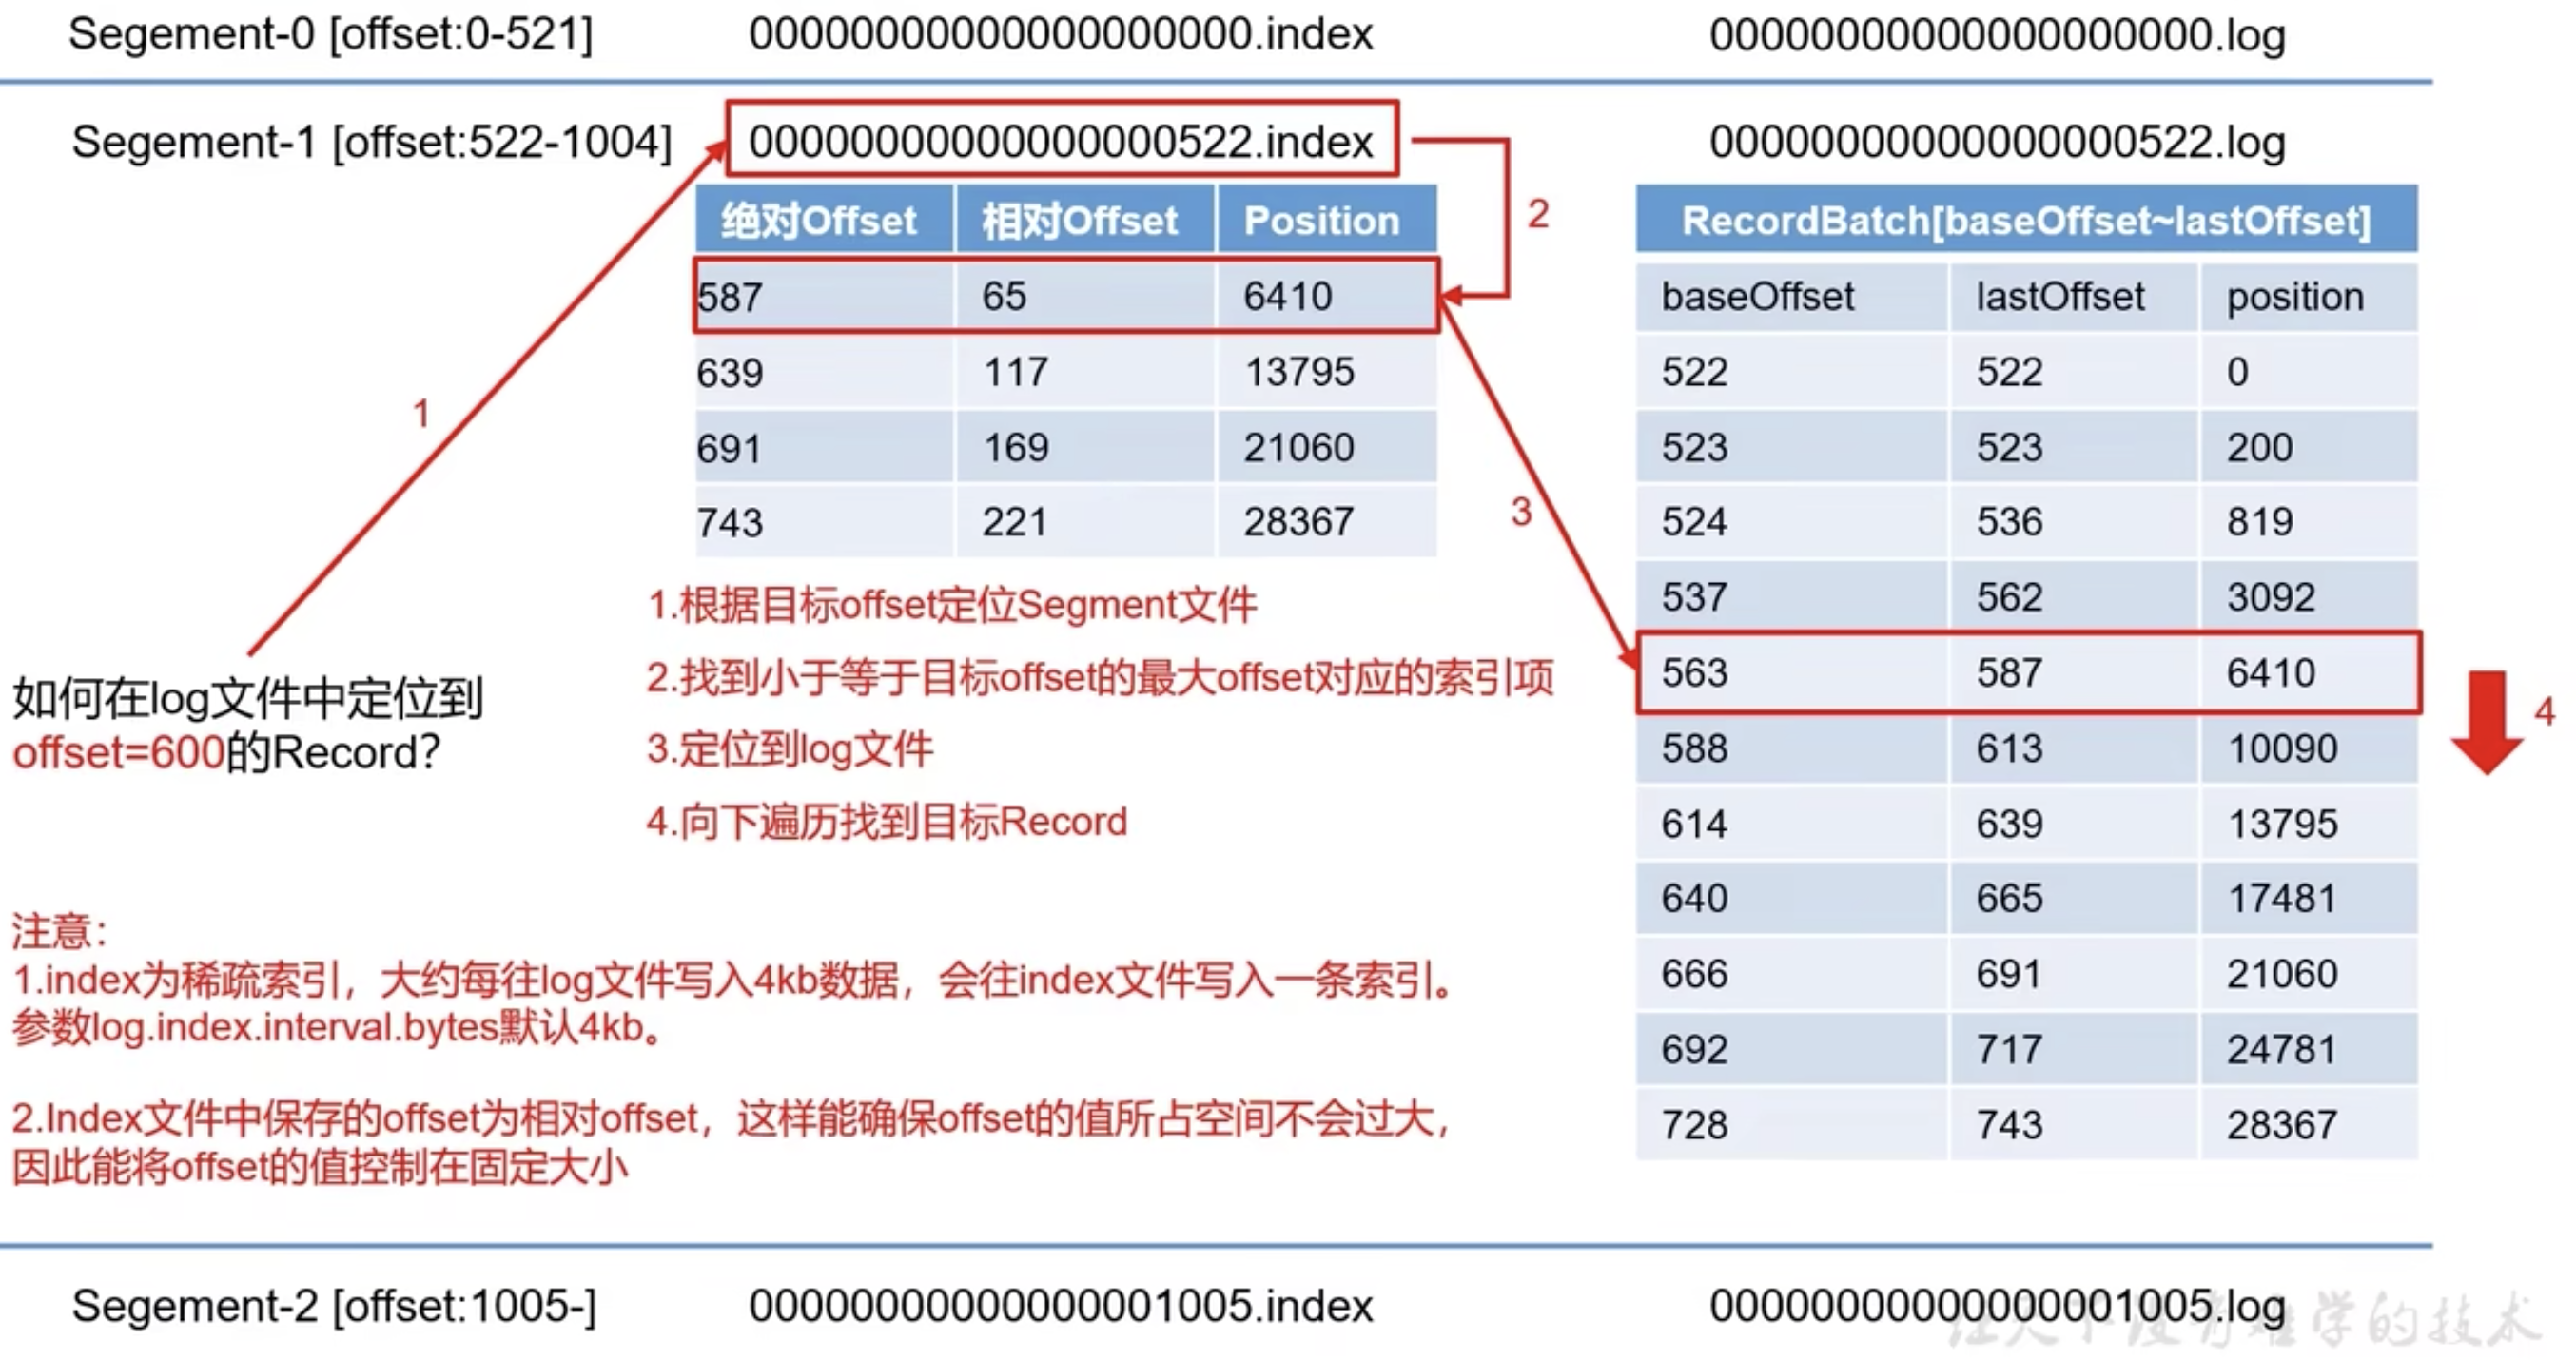 Segement-0 [offset:0-521]
00000000000000000000.index
00000000000000000000.log
Segement-1 [offset:522-1004]
00000000000000000522.index
00000000000000000522.log
2
绝对Offset 相对Offset Position
587 65 6410
639 117 13795
691 169 21060
743 221 28367
RecordBatch[baseOffset~lastOffset]
baseOffset lastOffset position
522 522 0
523 523 200
524 536 819
537 562 3092
563 587 6410
588 613 10090
614 639 13795
640 665 17481
666 691 21060
692 717 24781
728 743 28367
1
3
4
如何在log文件中定位到
offset=600的Record?
1.根据目标offset定位Segment文件
2.找到小于等于目标offset的最大offset对应的索引项
3.定位到log文件
4.向下遍历找到目标Record
注意：
1.index为稀疏索引，大约每往log文件写入4kb数据，会往index文件写入一条索引。
参数log.index.interval.bytes默认4kb。
2.Index文件中保存的offset为相对offset，这样能确保offset的值所占空间不会过大，
因此能将offset的值控制在固定大小
Segement-2 [offset:1005-]
00000000000000001005.index
00000000000000001005.log
让天下没有难学的技术